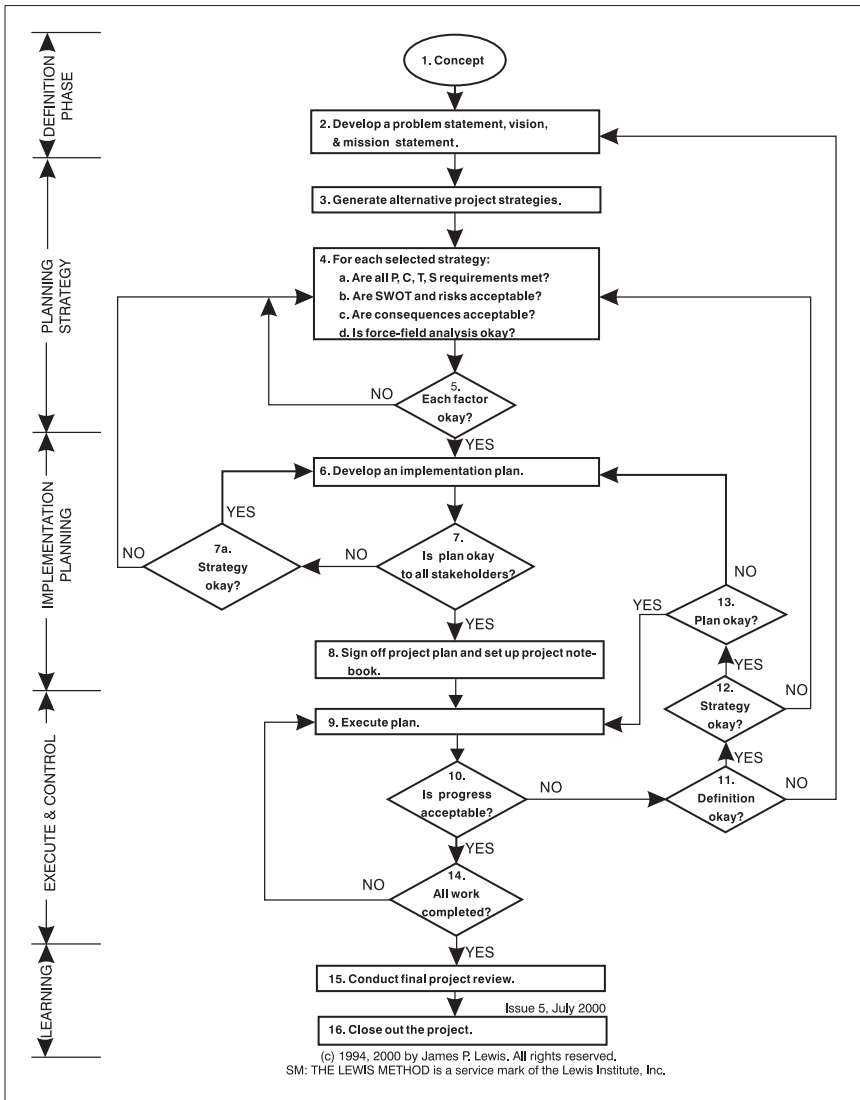 DEFINITION
PHASE
PLANNING
STRATEGY
IMPLEMENTATION
PLANNING
EXECUTE & CONTROL
LEARNING
1. Concept
2. Develop a problem statement, vision,
& mission statement.
3. Generate alternative project strategies.
4. For each selected strategy:
a. Are all P, C, T, S requirements met?
b. Are SWOT and risks acceptable?
c. Are consequences acceptable?
d. Is force-field analysis okay?
NO
5.
Each factor
okay?
YES
6. Develop an implementation plan.
YES
NO
7a.
Strategy
okay?
NO
7.
Is plan okay
to all stakeholders?
YES
NO
13.
Plan okay?
YES
8. Sign off project plan and set up project note-
book.
YES
12.
Strategy
okay?
NO
9. Execute plan.
YES
10.
Is progress
acceptable?
NO
11.
Definition
okay?
NO
YES
NO
14.
All work
completed?
YES
15. Conduct final project review.
Issue 5, July 2000
16. Close out the project.
(c) 1994, 2000 by James P. Lewis. All rights reserved.
SM: THE LEWIS METHOD is a service mark of the Lewis Institute, Inc.